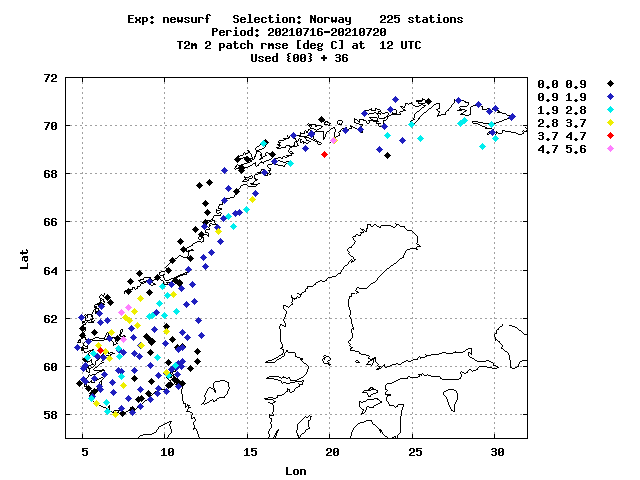 Exp: newsurf Selection: Norway 225 stations
Period: 20210716-20210720
T2m 2 patch rmse [deg C] at 12 UTC
Used {00} + 36
72
70
68
66
64
62
60
58
5 10 15 20 25 30
Lat
Lon
0.0 0.9
0.9 1.9
1.9 2.8
2.8 3.7
3.7 4.7
4.7 5.6